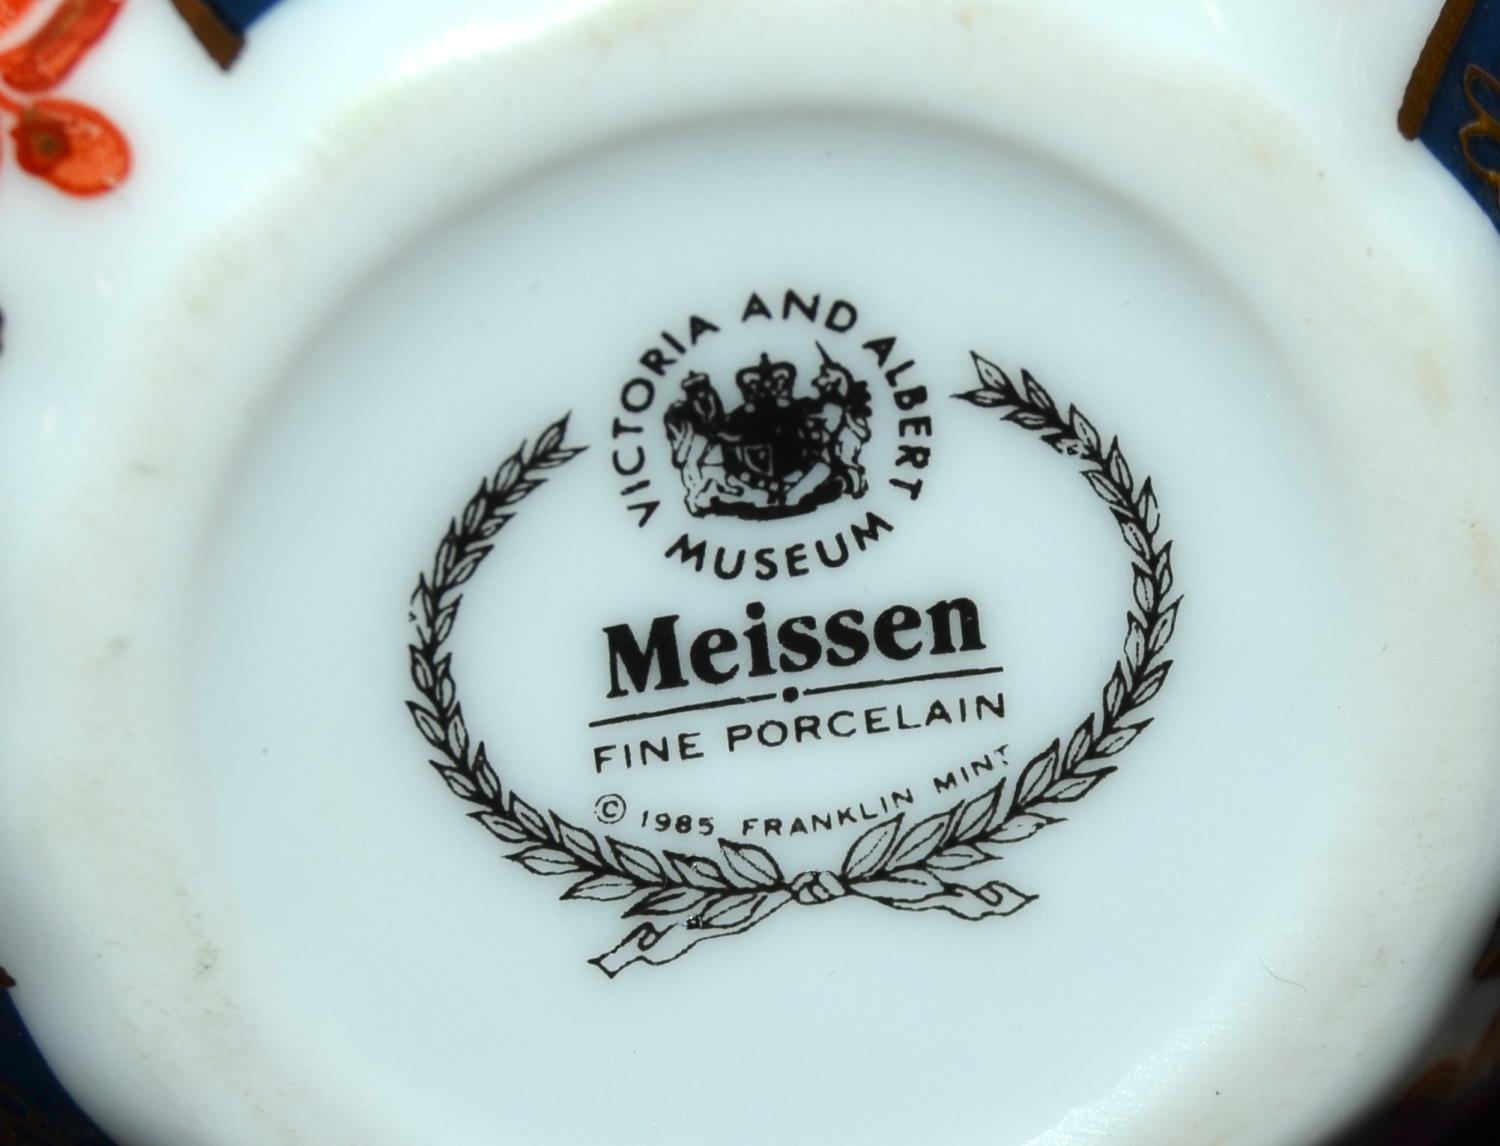 VICTORIA AND ALBERT
MUSEUM
Meissen
FINE PORCELAIN
© 1985 FRANKLIN MINT